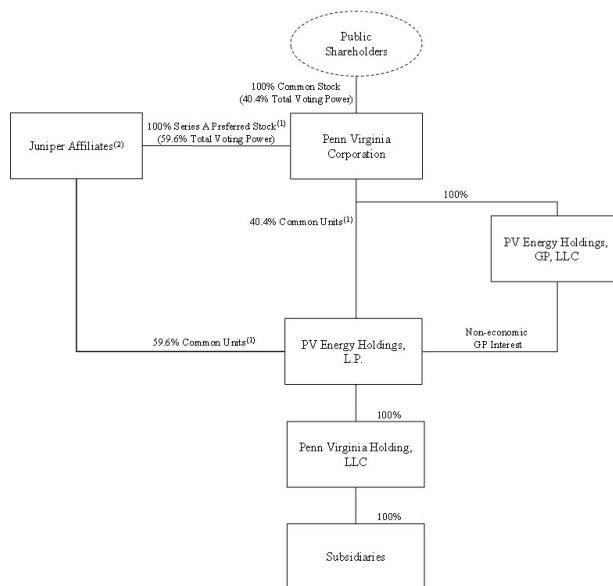 Public
Shareholders
100% Common Stock
(40.4% Total Voting Power)
Juniper Affiliates(2)
100% Series A Preferred Stock(1)
(59.6% Total Voting Power)
Penn Virginia
Corporation
100%
40.4% Common Units(1)
PV Energy Holdings,
GP, LLC
59.6% Common Units(1)
PV Energy Holdings,
L.P.
Non-economic
GP Interest
100%
Penn Virginia Holding,
LLC
100%
Subsidiaries